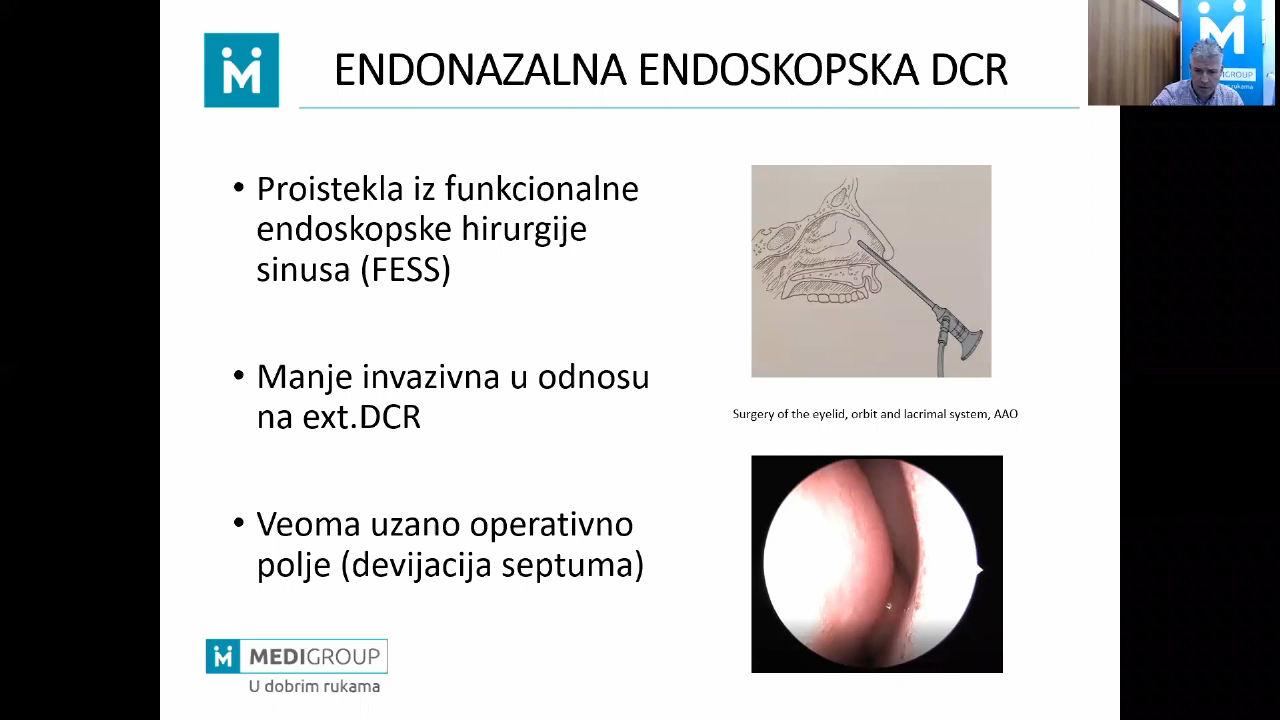 ENDONAZALNA ENDOSKOPSKA DCR
• Proistekla iz funkcionalne
endoskopske hirurgije
sinusa (FESS)
• Manje invazivna u odnosu
na ext.DCR
• Veoma uzano operativno
polje (devijacija septuma)
Surgery of the eyelid, orbit and lacrimal system, AAO
MEDIGROUP
U dobrim rukama